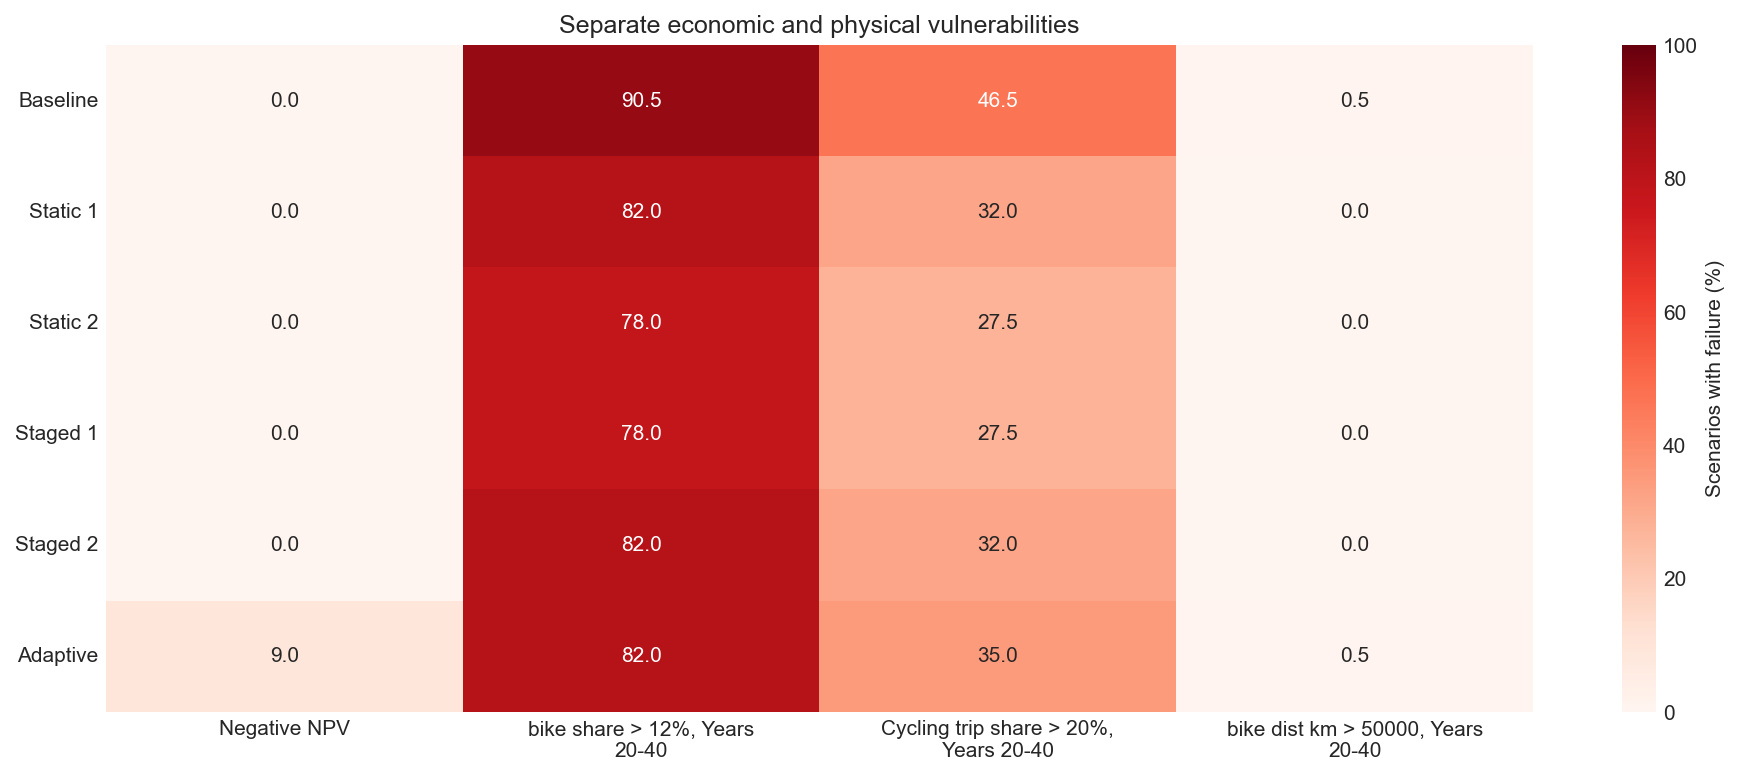 Separate economic and physical vulnerabilities
Baseline 0.0 90.5 46.5 0.5
Static 1 0.0 82.0 32.0 0.0
Static 2 0.0 78.0 27.5 0.0
Staged 1 0.0 78.0 27.5 0.0
Staged 2 0.0 82.0 32.0 0.0
Adaptive 9.0 82.0 35.0 0.5
Negative NPV
bike share > 12%, Years
20-40
Cycling trip share > 20%,
Years 20-40
bike dist km > 50000, Years
20-40
100
80
60
40
20
0
Scenarios with failure (%)